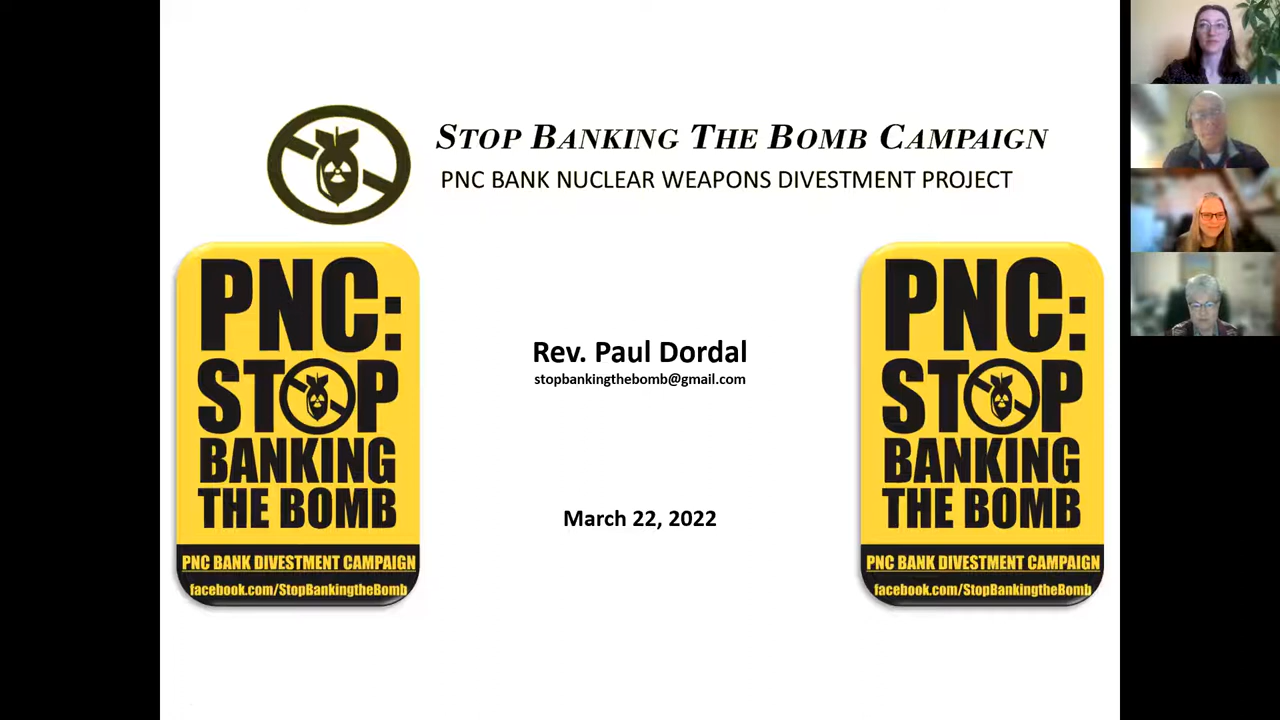 STOP BANKING THE BOMB CAMPAIGN
PNC BANK NUCLEAR WEAPONS DIVESTMENT PROJECT
PNC:
STOP
BANKING
THE BOMB
PNC BANK DIVESTMENT CAMPAIGN
facebook.com/StopBankingtheBomb
Rev. Paul Dordal
stopbankingthebomb@gmail.com
March 22, 2022
PNC:
STOP
BANKING
THE BOMB
PNC BANK DIVESTMENT CAMPAIGN
facebook.com/StopBankingtheBomb